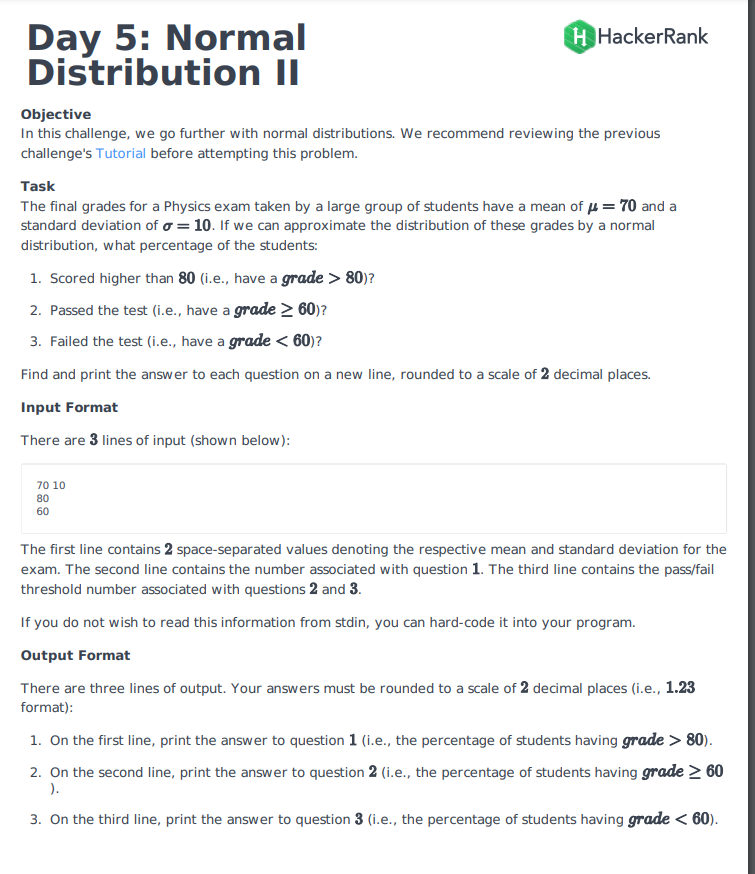 Day 5: Normal
Distribution II
H HackerRank
Objective
In this challenge, we go further with normal distributions. We recommend reviewing the previous
challenge's Tutorial before attempting this problem.
Task
The final grades for a Physics exam taken by a large group of students have a mean of μ = 70 and a
standard deviation of σ = 10. If we can approximate the distribution of these grades by a normal
distribution, what percentage of the students:
1. Scored higher than 80 (i.e., have a grade > 80)?
2. Passed the test (i.e., have a grade ≥ 60)?
3. Failed the test (i.e., have a grade < 60)?
Find and print the answer to each question on a new line, rounded to a scale of 2 decimal places.
Input Format
There are 3 lines of input (shown below):
70 10
80
60
The first line contains 2 space-separated values denoting the respective mean and standard deviation for the
exam. The second line contains the number associated with question 1. The third line contains the pass/fail
threshold number associated with questions 2 and 3.
If you do not wish to read this information from stdin, you can hard-code it into your program.
Output Format
There are three lines of output. Your answers must be rounded to a scale of 2 decimal places (i.e., 1.23
format):
1. On the first line, print the answer to question 1 (i.e., the percentage of students having grade > 80).
2. On the second line, print the answer to question 2 (i.e., the percentage of students having grade ≥ 60
).
3. On the third line, print the answer to question 3 (i.e., the percentage of students having grade < 60).